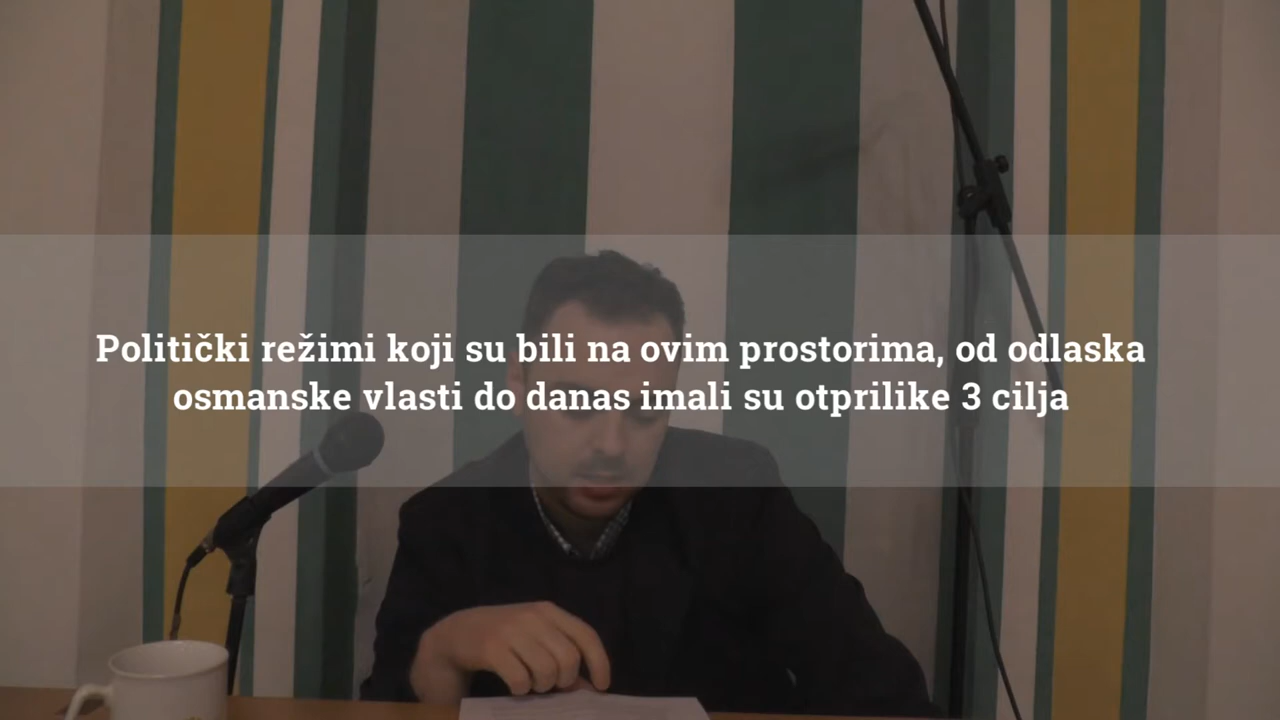 Politički režimi koji su bili na ovim prostorima, od odlaska
osmanske vlasti do danas imali su otprilike 3 cilja